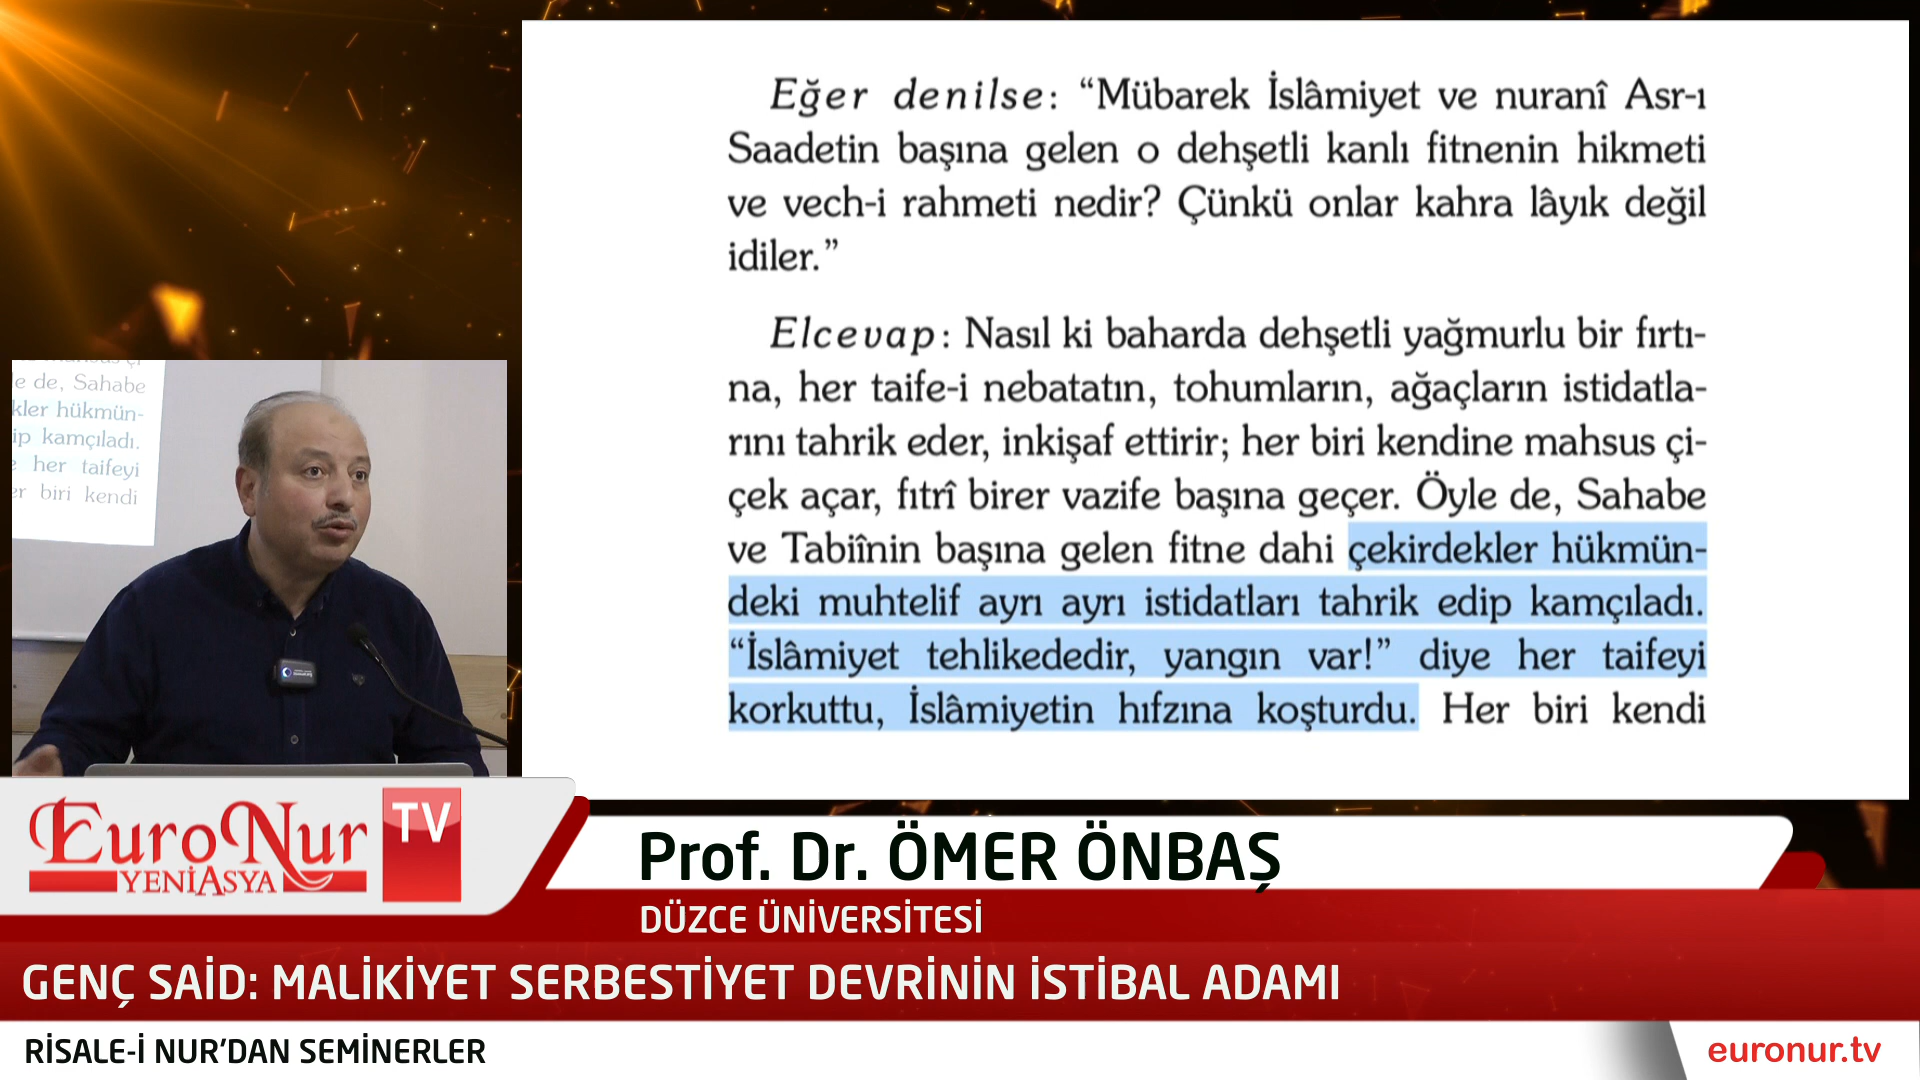 Eğer denilse: “Mübarek İslâmiyet ve nuranî Asr-ı
Saadetin başına gelen o dehşetli kanlı fitnenin hikmeti
ve vech-i rahmeti nedir? Çünkü onlar kahra lâyık değil
idiler.”
Elcevap: Nasıl ki baharda dehşetli yağmurlu bir fırtı-
na, her taife-i nebatatın, tohumların, ağaçların istidatla-
rını tahrik eder, inkişaf ettirir; her biri kendine mahsus çi-
çek açar, fıtrî birer vazife başına geçer. Öyle de, Sahabe
ve Tabiînin başına gelen fitne dahi çekirdekler hükmün-
deki muhtelif ayrı ayrı istidatları tahrik edip kamçıladı.
“İslâmiyet tehlikededir, yangın var!” diye her taifeyi
korkuttu, İslâmiyetin hıfzına koşturdu. Her biri kendi
e de, Sahabe
kler hükmün-
ip kamçıladı.
her taifeyi
er biri kendi
EuroNur TV
YENİASYA
Prof. Dr. ÖMER ÖNBAŞ
DÜZCE ÜNİVERSİTESİ
GENÇ SAİD: MALİKİYET SERBESTİYET DEVRİNİN İSTİBAL ADAMI
RİSALE-İ NUR’DAN SEMİNERLER
euronur.tv